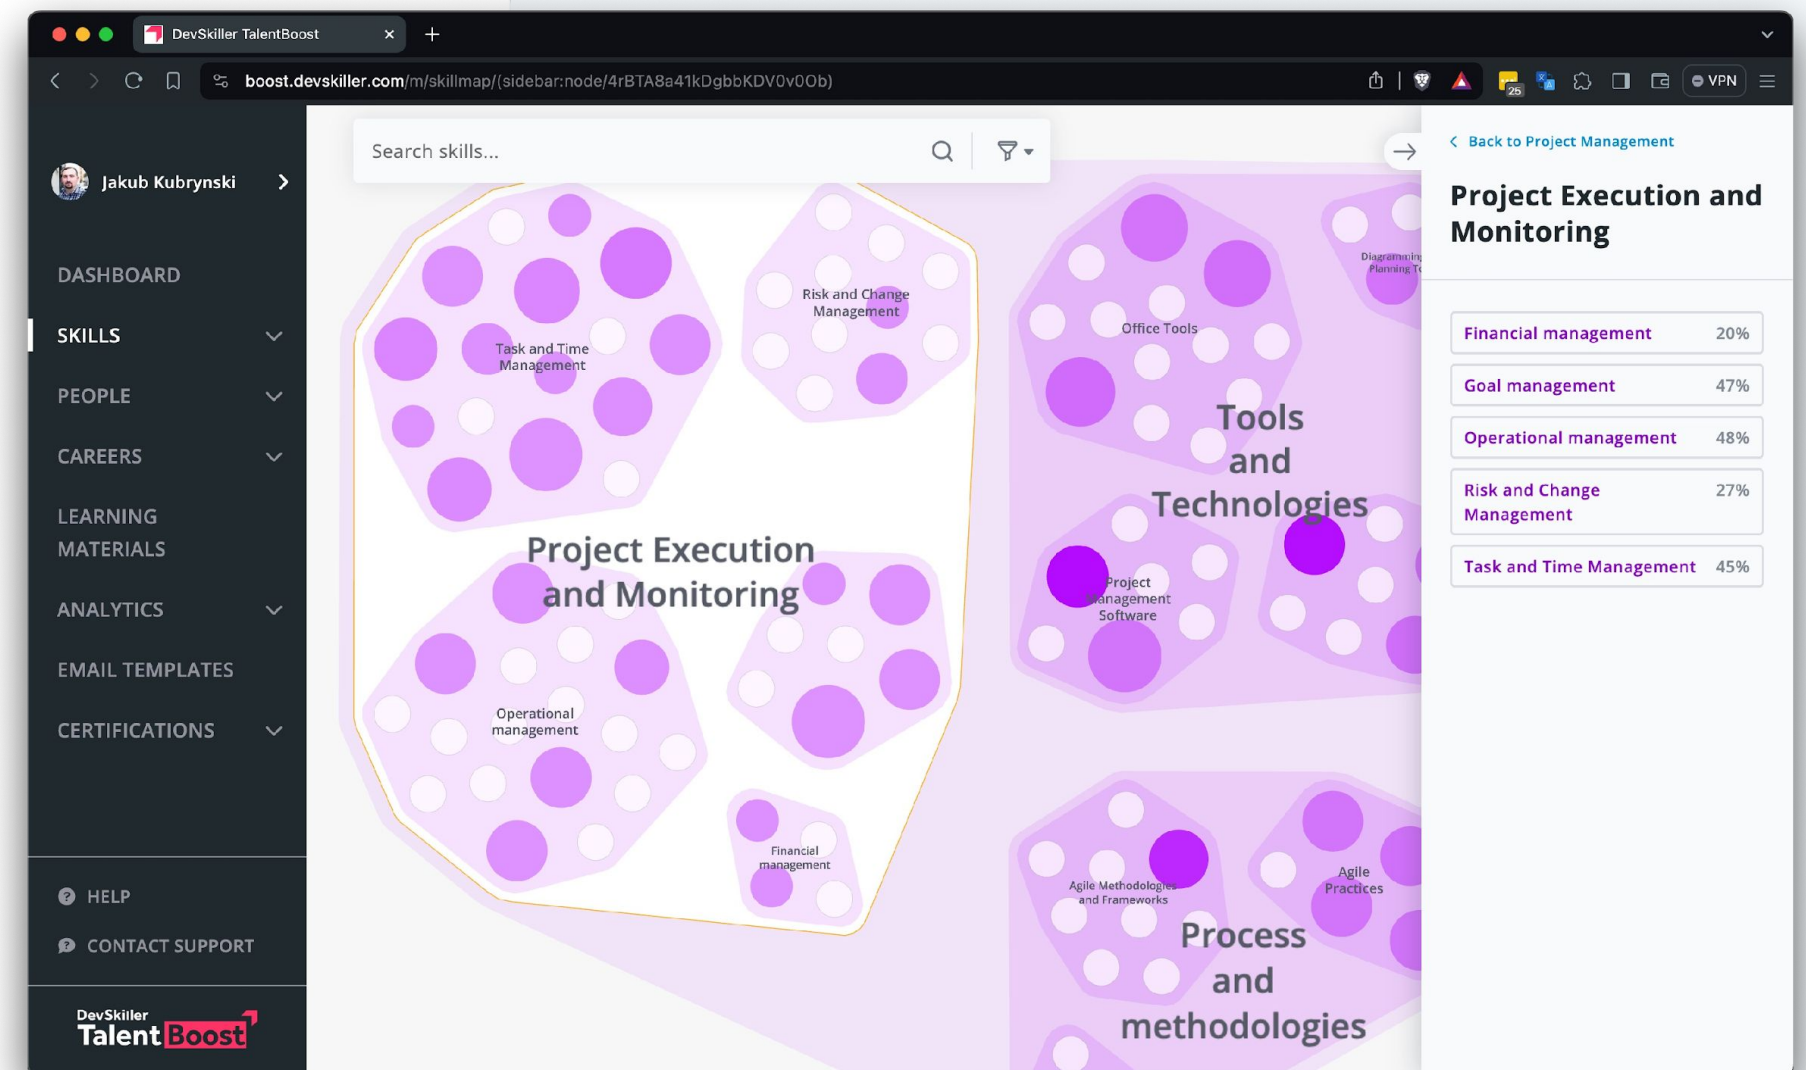 DevSkiller TalentBoost
boost.devskiller.com/m/skillmap/(sidebar:node/4rBTA8a41kDgbbKDV0v0Ob)
25
VPN
Jakub Kubrynski
DASHBOARD
SKILLS
PEOPLE
CAREERS
LEARNING
MATERIALS
ANALYTICS
EMAIL TEMPLATES
CERTIFICATIONS
HELP
CONTACT SUPPORT
DevSkiller
TalentBoost
Search skills...
Task and Time
Management
Risk and Change
Management
Project Execution
and Monitoring
Operational
management
Financial
management
Office Tools
Diagramming
Planning To
Tools
and
Technologies
Project
Management
Software
Agile Methodologies
and Frameworks
Agile
Practices
Process
and
methodologies
Back to Project Management
Project Execution and
Monitoring
Financial management 20%
Goal management 47%
Operational management 48%
Risk and Change 27%
Management
Task and Time Management 45%